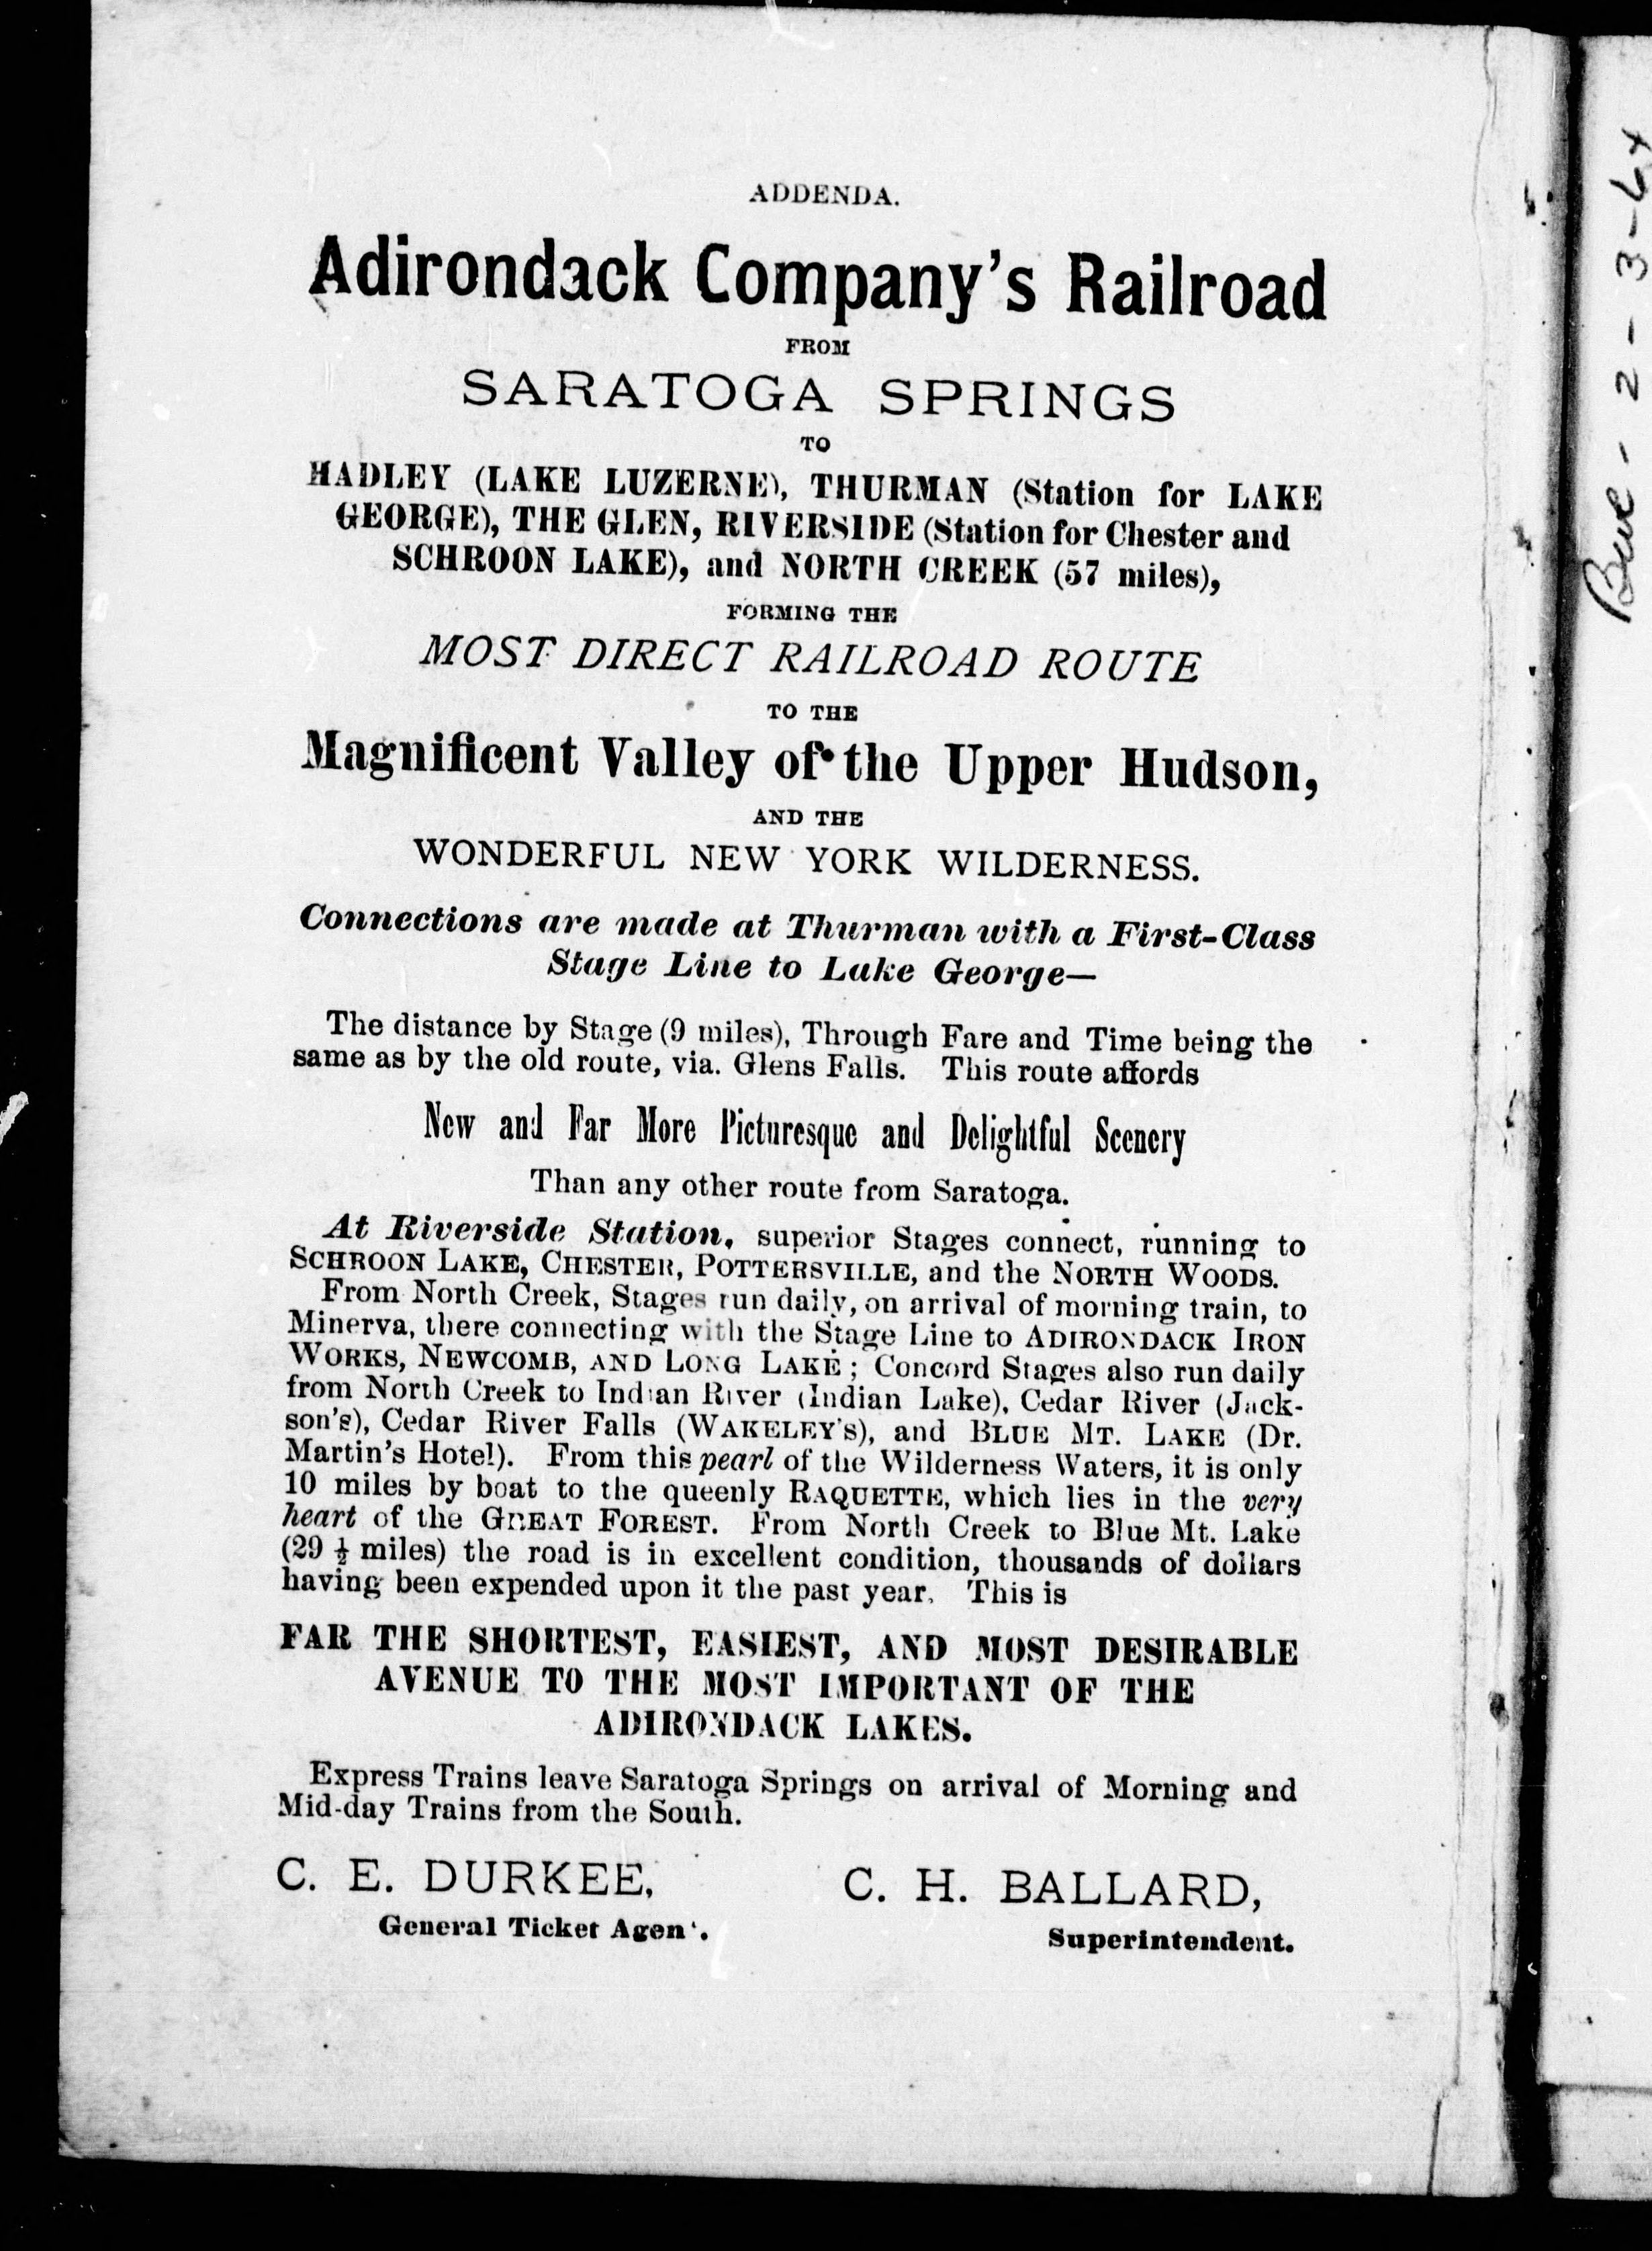 ADDENDA.
Adirondack Company's Railroad
FROM
SARATOGA SPRINGS
TO
HADLEY (LAKE LUZERNE), THURMAN (Station for LAKE
GEORGE), THE GLEN, RIVERSIDE (Station for Chester and
SCHROON LAKE), and NORTH CREEK (57 miles),
FORMING THE
MOST DIRECT RAILROAD ROUTE
TO THE
Magnificent Valley of the Upper Hudson,
AND THE
WONDERFUL NEW YORK WILDERNESS.
Connections are made at Thurman with a First-Class
Stage Line to Lake George—
The distance by Stage (9 miles), Through Fare and Time being the
same as by the old route, via. Glens Falls. This route affords
New and Far More Picturesque and Delightful Scenery
Than any other route from Saratoga.
At Riverside Station, superior Stages connect, running to
SCHROON LAKE, CHESTER, POTTERSVILLE, and the NORTH WOODS.
From North Creek, Stages run daily, on arrival of morning train, to
Minerva, there connecting with the Stage Line to ADIRONDACK IRON
WORKS, NEWCOMB, AND LONG LAKE; Concord Stages also run daily
from North Creek to Indian River (Indian Lake), Cedar River (Jack-
son's), Cedar River Falls (WAKELEY'S), and BLUE MT. LAKE (Dr.
Martin's Hotel). From this pearl of the Wilderness Waters, it is only
10 miles by boat to the queenly RAQUETTE, which lies in the very
heart of the GREAT FOREST. From North Creek to Blue Mt. Lake
(29 ½ miles) the road is in excellent condition, thousands of dollars
having been expended upon it the past year. This is
FAR THE SHORTEST, EASIEST, AND MOST DESIRABLE
AVENUE TO THE MOST IMPORTANT OF THE
ADIRONDACK LAKES.
Express Trains leave Saratoga Springs on arrival of Morning and
Mid-day Trains from the South.
C. E. DURKEE,
General Ticket Agent.
C. H. BALLARD,
Superintendent.
2-3-64